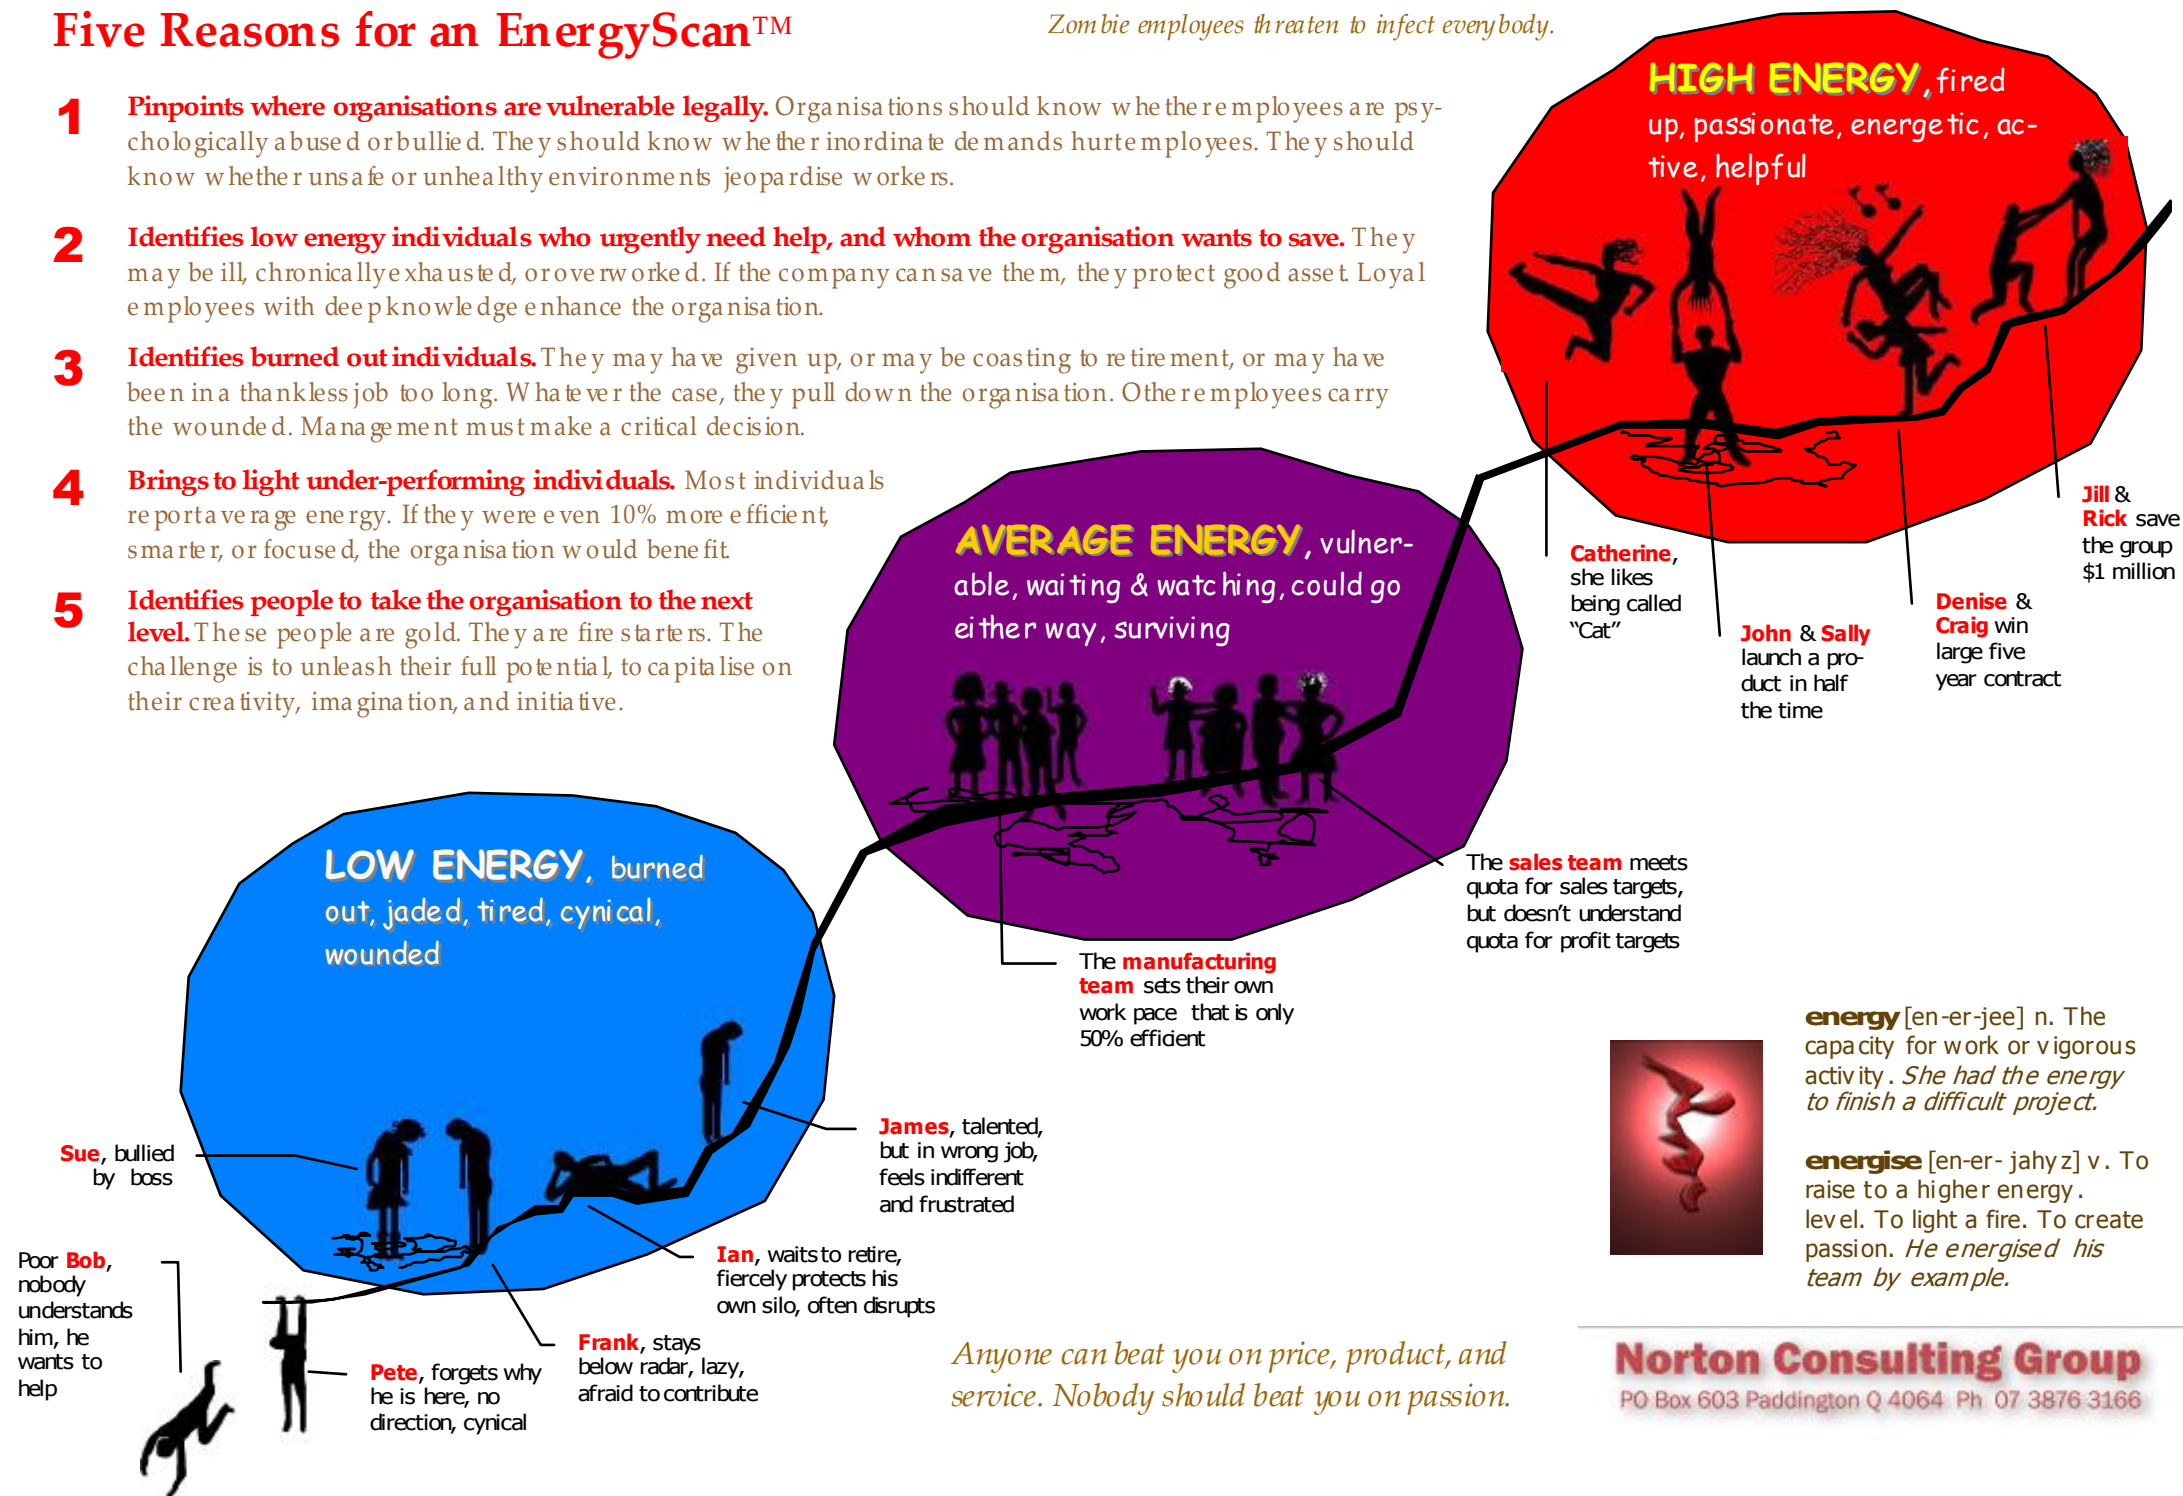 Five Reasons for an EnergyScan™
Zombie employees threaten to infect everybody.
1
Pinpoints where organisations are vulnerable legally. Organisations should know whether employees are psy-
chologically abused or bullied. They should know whether inordinate demands hurt employees. They should
know whether unsafe or unhealthy environments jeopardise workers.
2
Identifies low energy individuals who urgently need help, and whom the organisation wants to save. They
may be ill, chronically exhausted, or overworked. If the company can save them, they protect good asset. Loyal
employees with deep knowledge enhance the organisation.
3
Identifies burned out individuals. They may have given up, or may be coasting to retirement, or may have
been in a thankless job too long. Whatever the case, they pull down the organisation. Other employees carry
the wounded. Management must make a critical decision.
4
Brings to light under-performing individuals. Most individuals
report average energy. If they were even 10% more efficient,
smarter, or focused, the organisation would benefit.
5
Identifies people to take the organisation to the next
level. These people are gold. They are fire starters. The
challenge is to unleash their full potential, to capitalise on
their creativity, imagination, and initiative.
HIGH ENERGY, fired
up, passionate, energetic, ac-
tive, helpful
Catherine,
she likes
being called
“Cat”
John & Sally
launch a pro-
duct in half
the time
Denise &
Craig win
large five
year contract
Jill &
Rick save
the group
$1 million
AVERAGE ENERGY, vulner-
able, waiting & watching, could go
either way, surviving
The sales team meets
quota for sales targets,
but doesn’t understand
quota for profit targets
The manufacturing
team sets their own
work pace that is only
50% efficient
LOW ENERGY, burned
out, jaded, tired, cynical,
wounded
James, talented,
but in wrong job,
feels indifferent
and frustrated
Sue, bullied
by boss
Ian, waits to retire,
fiercely protects his
own silo, often disrupts
Frank, stays
below radar, lazy,
afraid to contribute
Pete, forgets why
he is here, no
direction, cynical
Poor Bob,
nobody
understands
him, he
wants to
help
energy [en-er-jee] n. The
capacity for work or vigorous
activity. She had the energy
to finish a difficult project.
energise [en-er- jahyz] v. To
raise to a higher energy.
level. To light a fire. To create
passion. He energised his
team by example.
Anyone can beat you on price, product, and
service. Nobody should beat you on passion.
Norton Consulting Group
PO Box 603 Paddington Q 4064 Ph 07 3876 3166